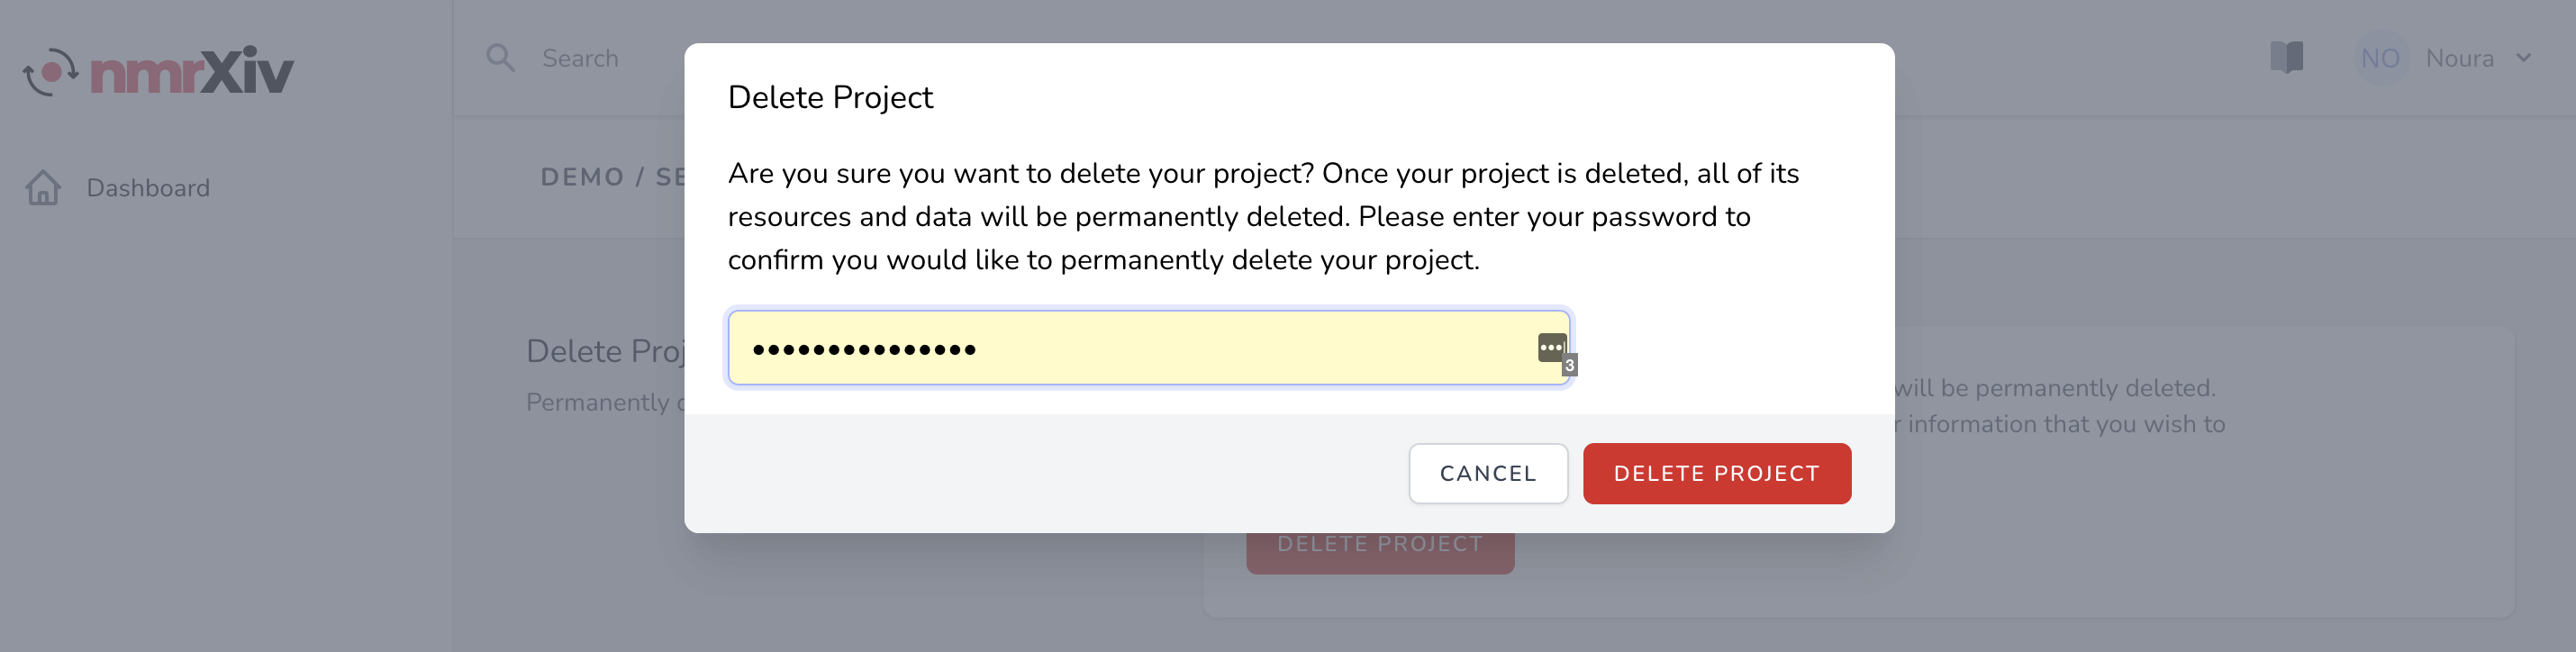 nmrXiv
Search
NO Noura
Dashboard
DEMO / SE
Delete Project
Are you sure you want to delete your project? Once your project is deleted, all of its
resources and data will be permanently deleted. Please enter your password to
confirm you would like to permanently delete your project.
•••••••••••••••
3
CANCEL
DELETE PROJECT
Delete Proj
Permanently
will be permanently deleted.
information that you wish to
DELETE PROJECT